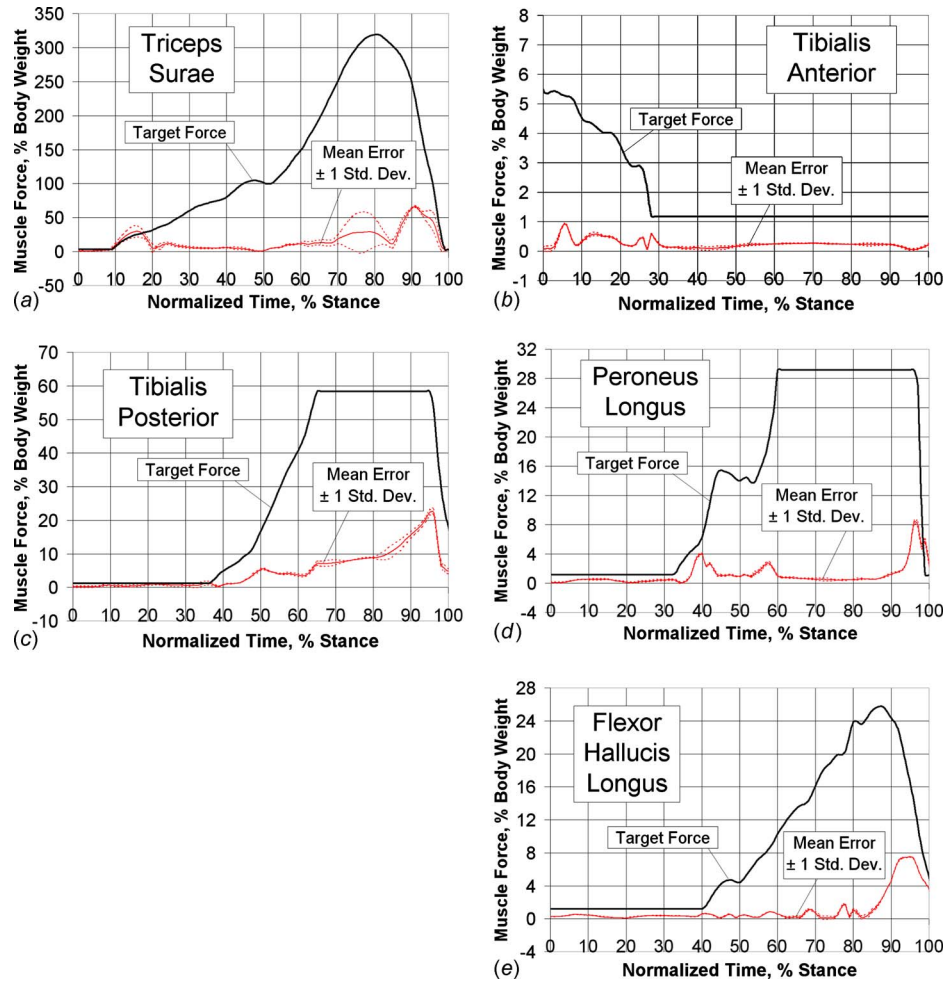 Muscle Force, % Body Weight
350
300
250
200
150
100
50
0
-50
Triceps
Surae
Target Force
Mean Error
± 1 Std. Dev.
0 10 20 30 40 50 60 70 80 90 100
(a)
Normalized Time, % Stance
Muscle Force, % Body Weight
8
7
6
5
4
3
2
1
0
-1
Tibialis
Anterior
Target Force
Mean Error
± 1 Std. Dev.
0 10 20 30 40 50 60 70 80 90 100
(b)
Normalized Time, % Stance
Muscle Force, % Body Weight
70
60
50
40
30
20
10
0
-10
Tibialis
Posterior
Target Force
Mean Error
± 1 Std. Dev.
0 10 20 30 40 50 60 70 80 90 100
(c)
Normalized Time, % Stance
Muscle Force, % Body Weight
32
28
24
20
16
12
8
4
0
-4
Peroneus
Longus
Target Force
Mean Error
± 1 Std. Dev.
0 10 20 30 40 50 60 70 80 90 100
(d)
Normalized Time, % Stance
Muscle Force, % Body Weight
28
24
20
16
12
8
4
0
-4
Flexor
Hallucis
Longus
Target Force
Mean Error
± 1 Std. Dev.
0 10 20 30 40 50 60 70 80 90 100
(e)
Normalized Time, % Stance